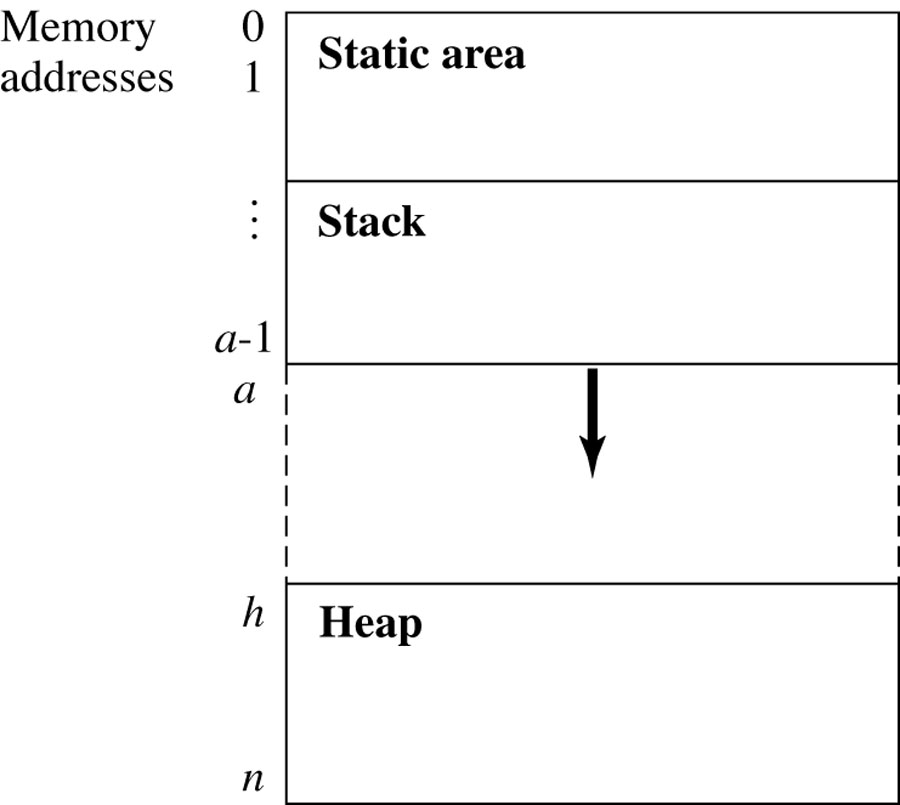 Memory
addresses
0
1
Static area
⋮
Stack
a-1
a
h
Heap
n